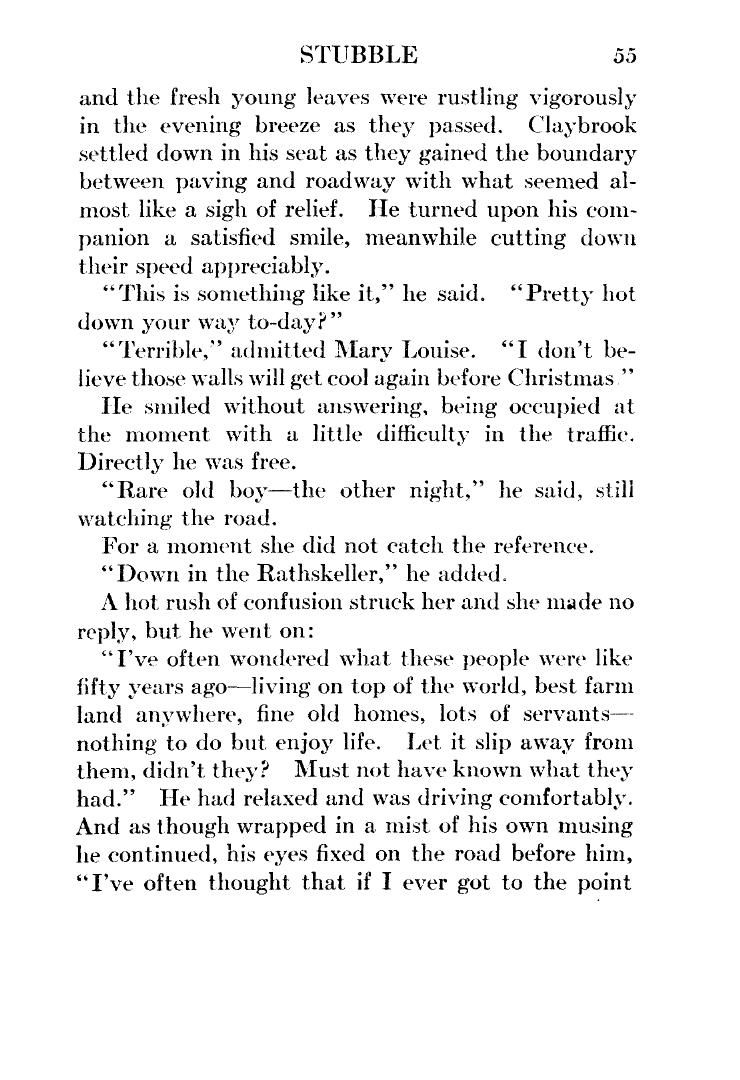 STUBBLE 55
and the fresh young leaves were rustling vigorously
in the evening breeze as they passed. Claybrook
settled down in his seat as they gained the boundary
between paving and roadway with what seemed al-
most like a sigh of relief. He turned upon his com-
panion a satisfied smile, meanwhile cutting down
their speed appreciably.
“This is something like it,” he said. “Pretty hot
down your way to-day?”
“Terrible,” admitted Mary Louise. “I don’t be-
lieve those walls will get cool again before Christmas.”
He smiled without answering, being occupied at
the moment with a little difficulty in the traffic.
Directly he was free.
“Rare old boy—the other night,” he said, still
watching the road.
For a moment she did not catch the reference.
“Down in the Rathskeller,” he added.
A hot rush of confusion struck her and she made no
reply, but he went on:
“I’ve often wondered what these people were like
fifty years ago—living on top of the world, best farm
land anywhere, fine old homes, lots of servants—
nothing to do but enjoy life. Let it slip away from
them, didn’t they? Must not have known what they
had.” He had relaxed and was driving comfortably.
And as though wrapped in a mist of his own musing
he continued, his eyes fixed on the road before him,
“I’ve often thought that if I ever got to the point